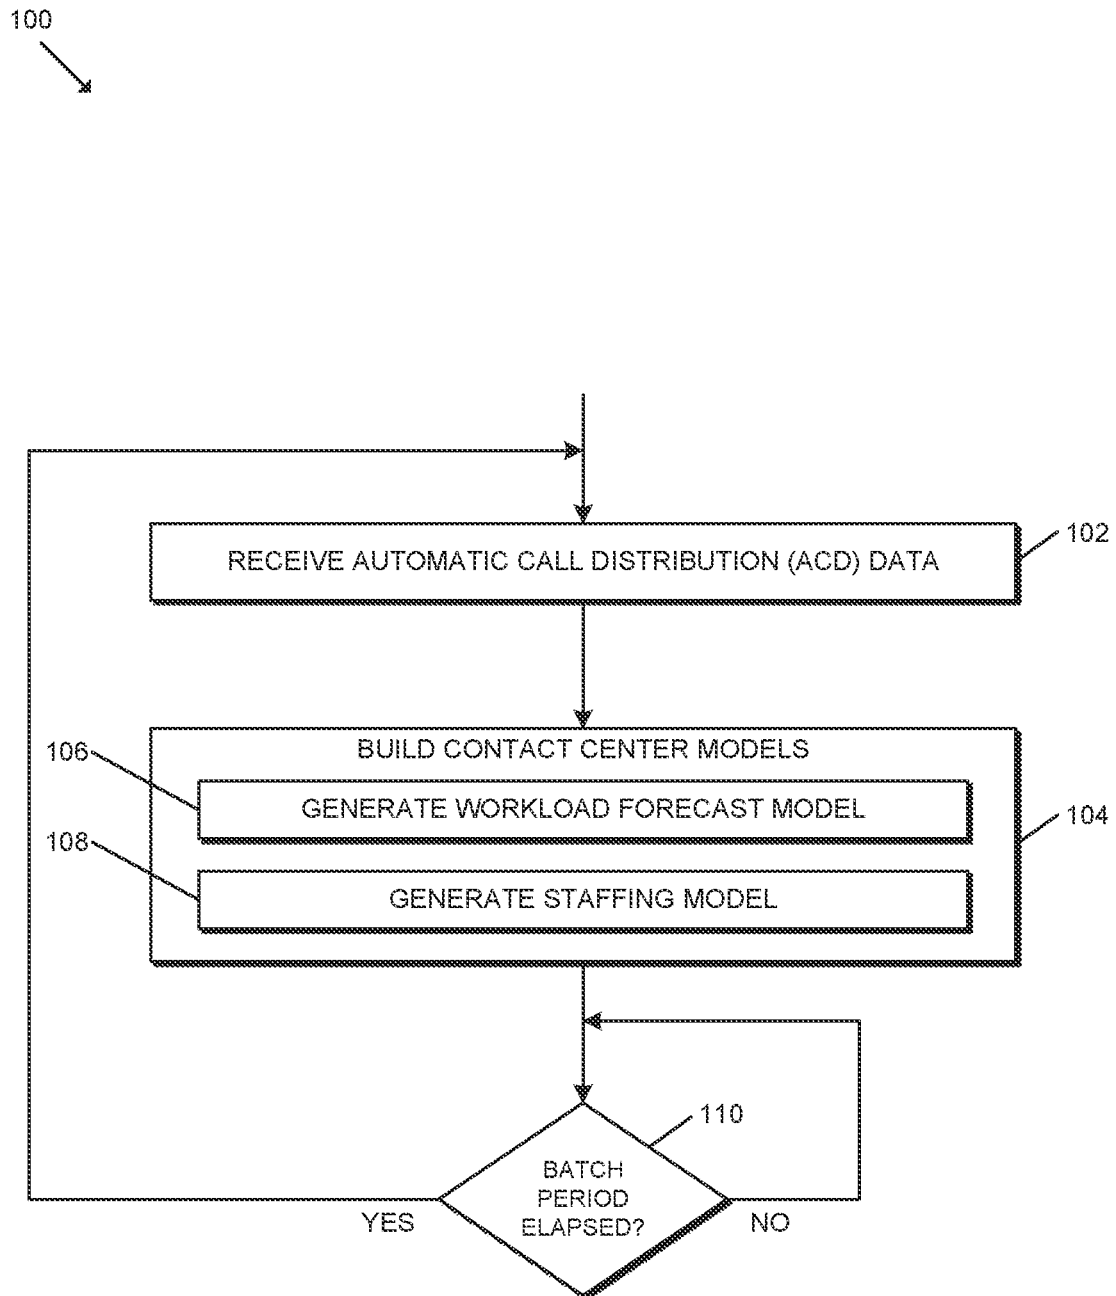 100
RECEIVE AUTOMATIC CALL DISTRIBUTION (ACD) DATA
102
BUILD CONTACT CENTER MODELS
106
GENERATE WORKLOAD FORECAST MODEL
104
108
GENERATE STAFFING MODEL
110
BATCH
PERIOD
ELAPSED?
YES
NO